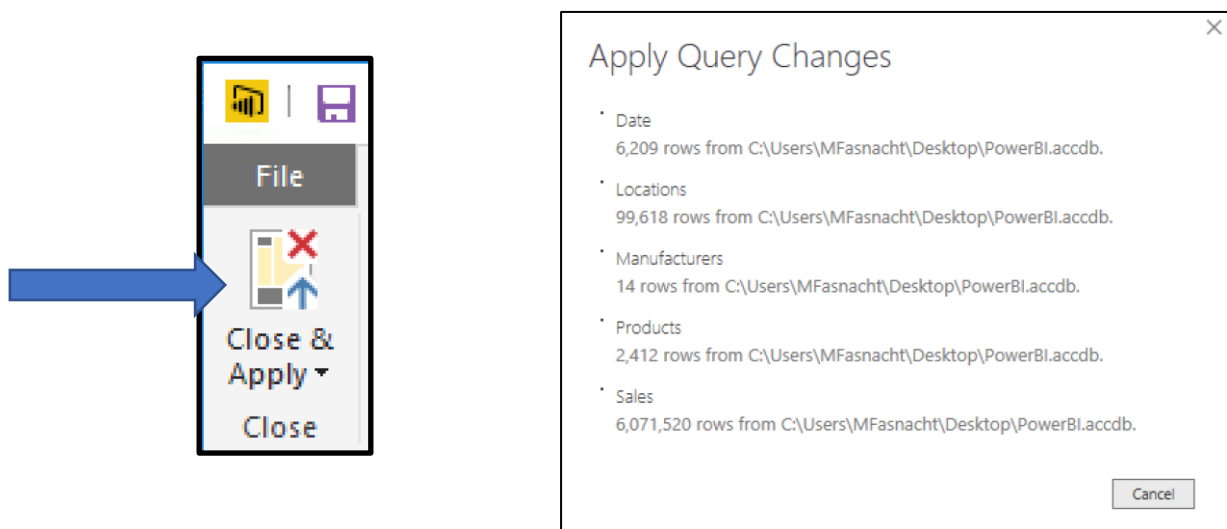 File
Close &
Apply
Close
Apply Query Changes
Date
6,209 rows from C:\Users\MFasnacht\Desktop\PowerBI.accdb.
Locations
99,618 rows from C:\Users\MFasnacht\Desktop\PowerBI.accdb.
Manufacturers
14 rows from C:\Users\MFasnacht\Desktop\PowerBI.accdb.
Products
2,412 rows from C:\Users\MFasnacht\Desktop\PowerBI.accdb.
Sales
6,071,520 rows from C:\Users\MFasnacht\Desktop\PowerBI.accdb.
Cancel